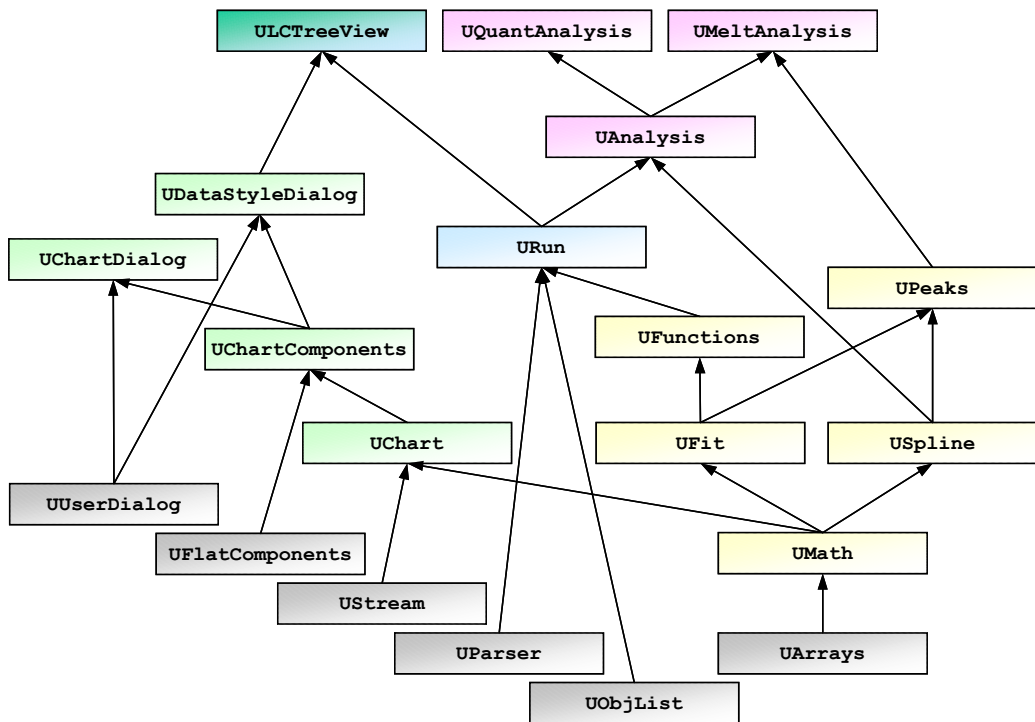 ULCTreeView
UQuantAnalysis
UMeltAnalysis
UAnalysis
UDataStyleDialog
URun
UChartDialog
UPeaks
UFunctions
UChartComponents
UChart
UFit
USpline
UUserDialog
UFlatComponents
UMath
UStream
UParser
UArrays
UObjList